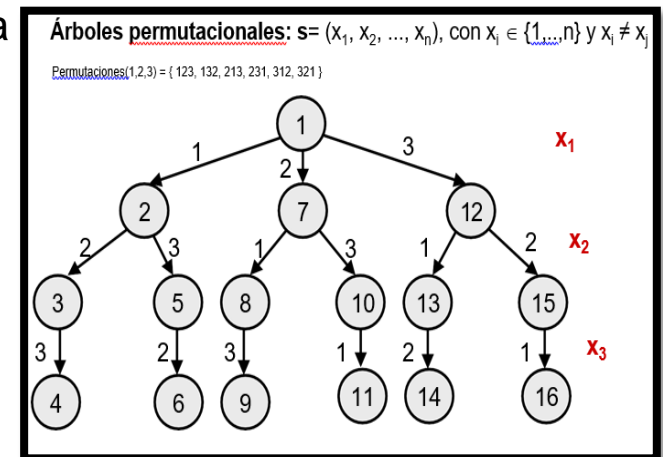 a
Árboles permutacionales: s= (x₁, x₂, ..., xₙ), con xᵢ ∈ {1,..,n} y xᵢ ≠ xⱼ
Permutaciones(1,2,3) = { 123, 132, 213, 231, 312, 321 }
1
1 2 3 x₁
2 7 12
2 3 1 3 1 2 x₂
3 5 8 10 13 15
3 2 3 1 2 1 x₃
4 6 9 11 14 16